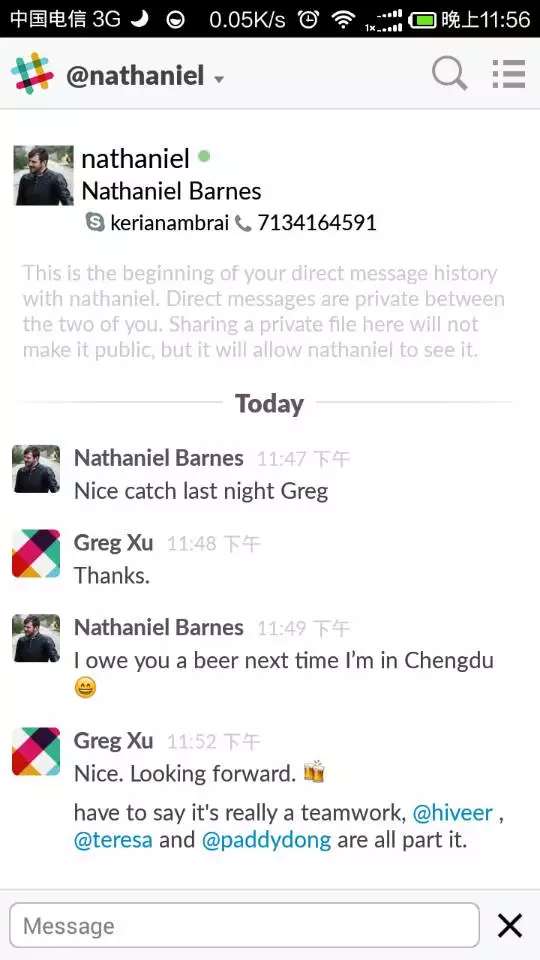 中国电信 3G 0.05K/s 1x 晚上11:56
@nathaniel
nathaniel
Nathaniel Barnes
kerianambrai 7134164591
This is the beginning of your direct message history
with nathaniel. Direct messages are private between
the two of you. Sharing a private file here will not
make it public, but it will allow nathaniel to see it.
Today
Nathaniel Barnes 11:47 下午
Nice catch last night Greg
Greg Xu 11:48 下午
Thanks.
Nathaniel Barnes 11:49 下午
I owe you a beer next time I’m in Chengdu
😄
Greg Xu 11:52 下午
Nice. Looking forward. 🍻
have to say it's really a teamwork, @hiveer ,
@teresa and @paddydong are all part it.
Message